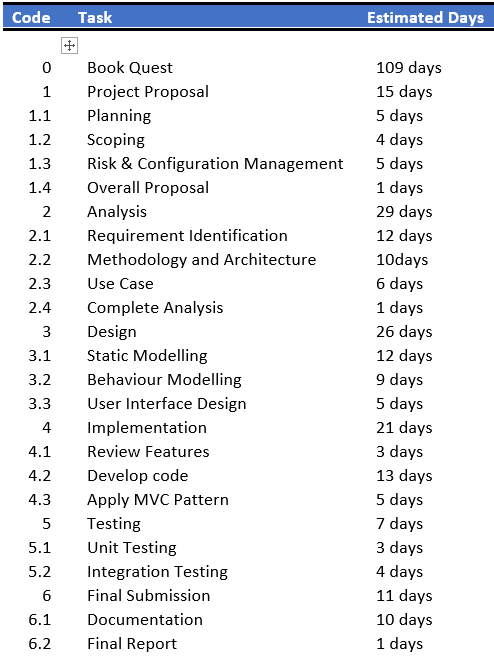 Code Task Estimated Days
0 Book Quest 109 days
1 Project Proposal 15 days
1.1 Planning 5 days
1.2 Scoping 4 days
1.3 Risk & Configuration Management 5 days
1.4 Overall Proposal 1 days
2 Analysis 29 days
2.1 Requirement Identification 12 days
2.2 Methodology and Architecture 10days
2.3 Use Case 6 days
2.4 Complete Analysis 1 days
3 Design 26 days
3.1 Static Modelling 12 days
3.2 Behaviour Modelling 9 days
3.3 User Interface Design 5 days
4 Implementation 21 days
4.1 Review Features 3 days
4.2 Develop code 13 days
4.3 Apply MVC Pattern 5 days
5 Testing 7 days
5.1 Unit Testing 3 days
5.2 Integration Testing 4 days
6 Final Submission 11 days
6.1 Documentation 10 days
6.2 Final Report 1 days